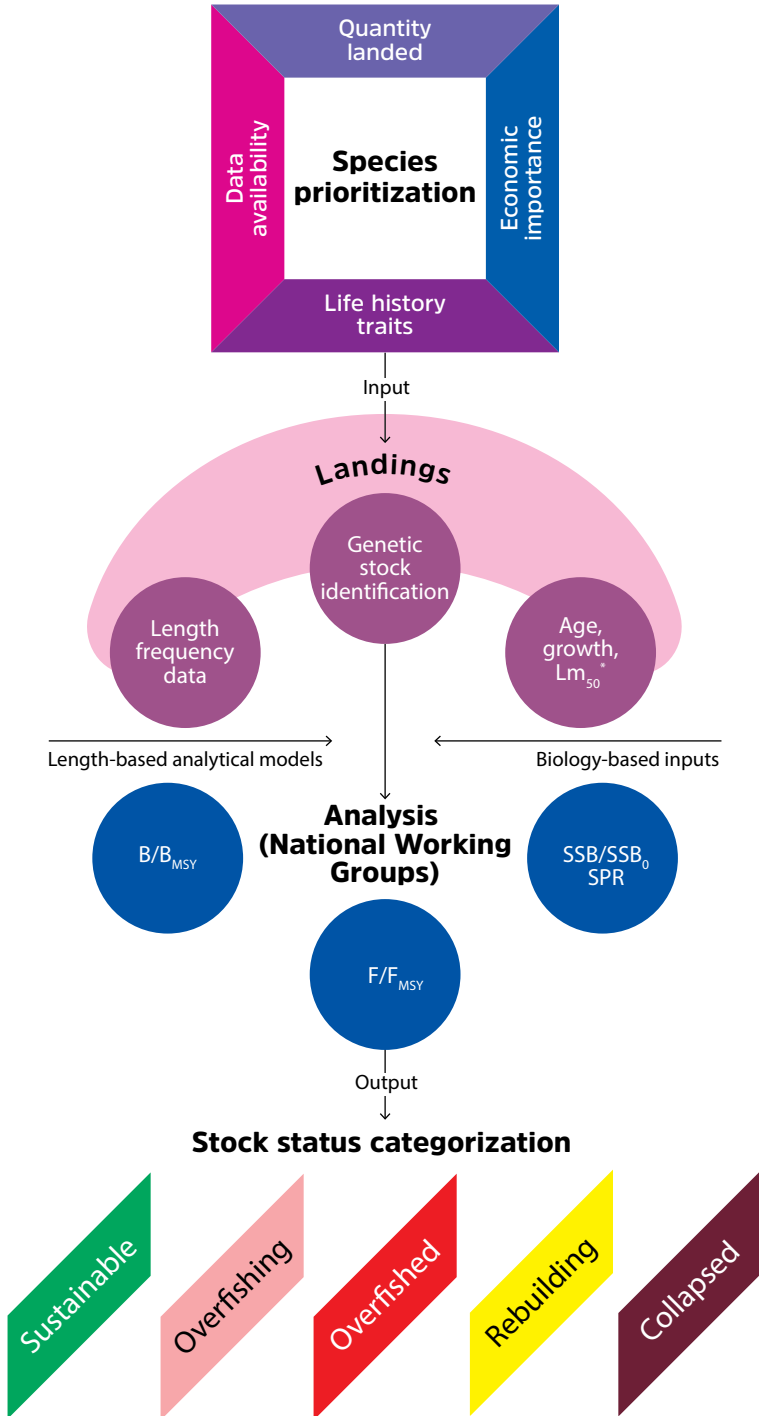 Quantity
landed
Data
availability
Species
prioritization
Economic
importance
Life history
traits
Input
Landings
Genetic
stock
identification
Length
frequency
data
Age,
growth,
Lm₅₀*
Length-based analytical models
Biology-based inputs
Analysis
(National Working
Groups)
B/B_MSY
SSB/SSB₀
SPR
F/F_MSY
Output
Stock status categorization
Sustainable
Overfishing
Overfished
Rebuilding
Collapsed